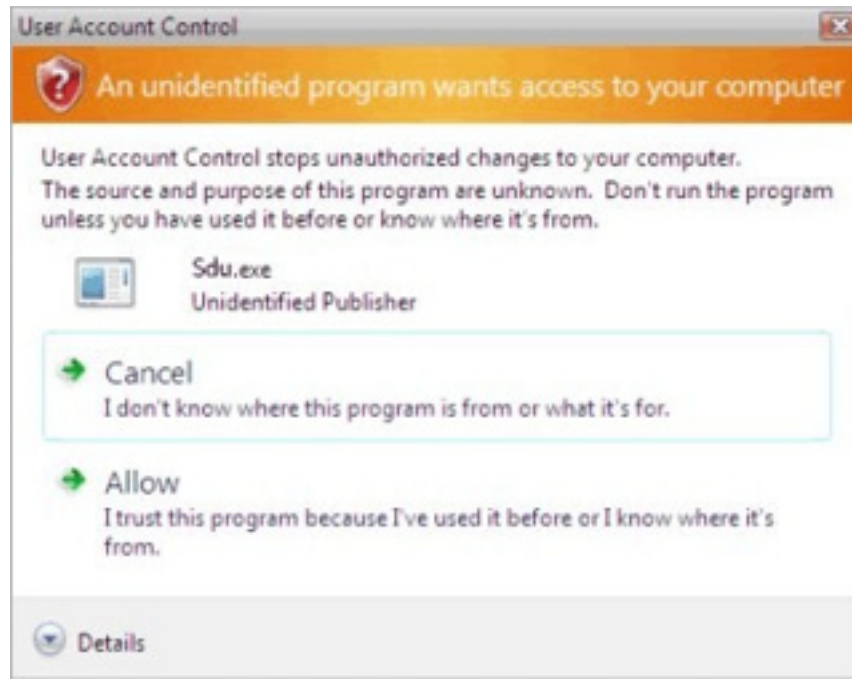 User Account Control
An unidentified program wants access to your computer
User Account Control stops unauthorized changes to your computer.
The source and purpose of this program are unknown. Don't run the program
unless you have used it before or know where it's from.
Sdu.exe
Unidentified Publisher
Cancel
I don't know where this program is from or what it's for.
Allow
I trust this program because I've used it before or I know where it's
from.
Details